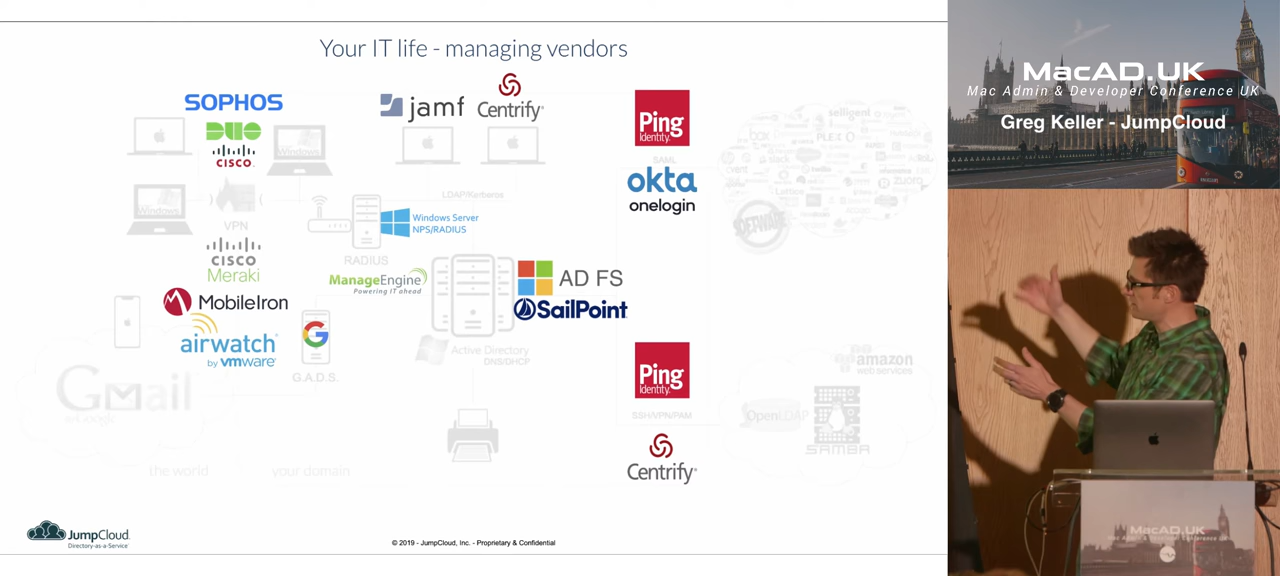 Your IT life - managing vendors
SOPHOS
DUO
CISCO
jamf
Centrify
Ping
Identity
SAML
okta
onelogin
Windows
Windows
VPN
LDAP/Kerberos
Windows Server
NPS/RADIUS
RADIUS
CISCO
Meraki
ManageEngine
Powering IT ahead
AD FS
SailPoint
MobileIron
airwatch
by vmware
G
G.A.D.S.
Active Directory
DNS/DHCP
Gmail
Ping
Identity
SSH/VPN/PAM
Centrify
amazon
web services
OpenLDAP
SAMBA
the world
your domain
JumpCloud
Directory-as-a-Service
© 2019 - JumpCloud, Inc. - Proprietary & Confidential
MacAD.UK
Mac Admin & Developer Conference UK
Greg Keller - JumpCloud
MacAD.UK